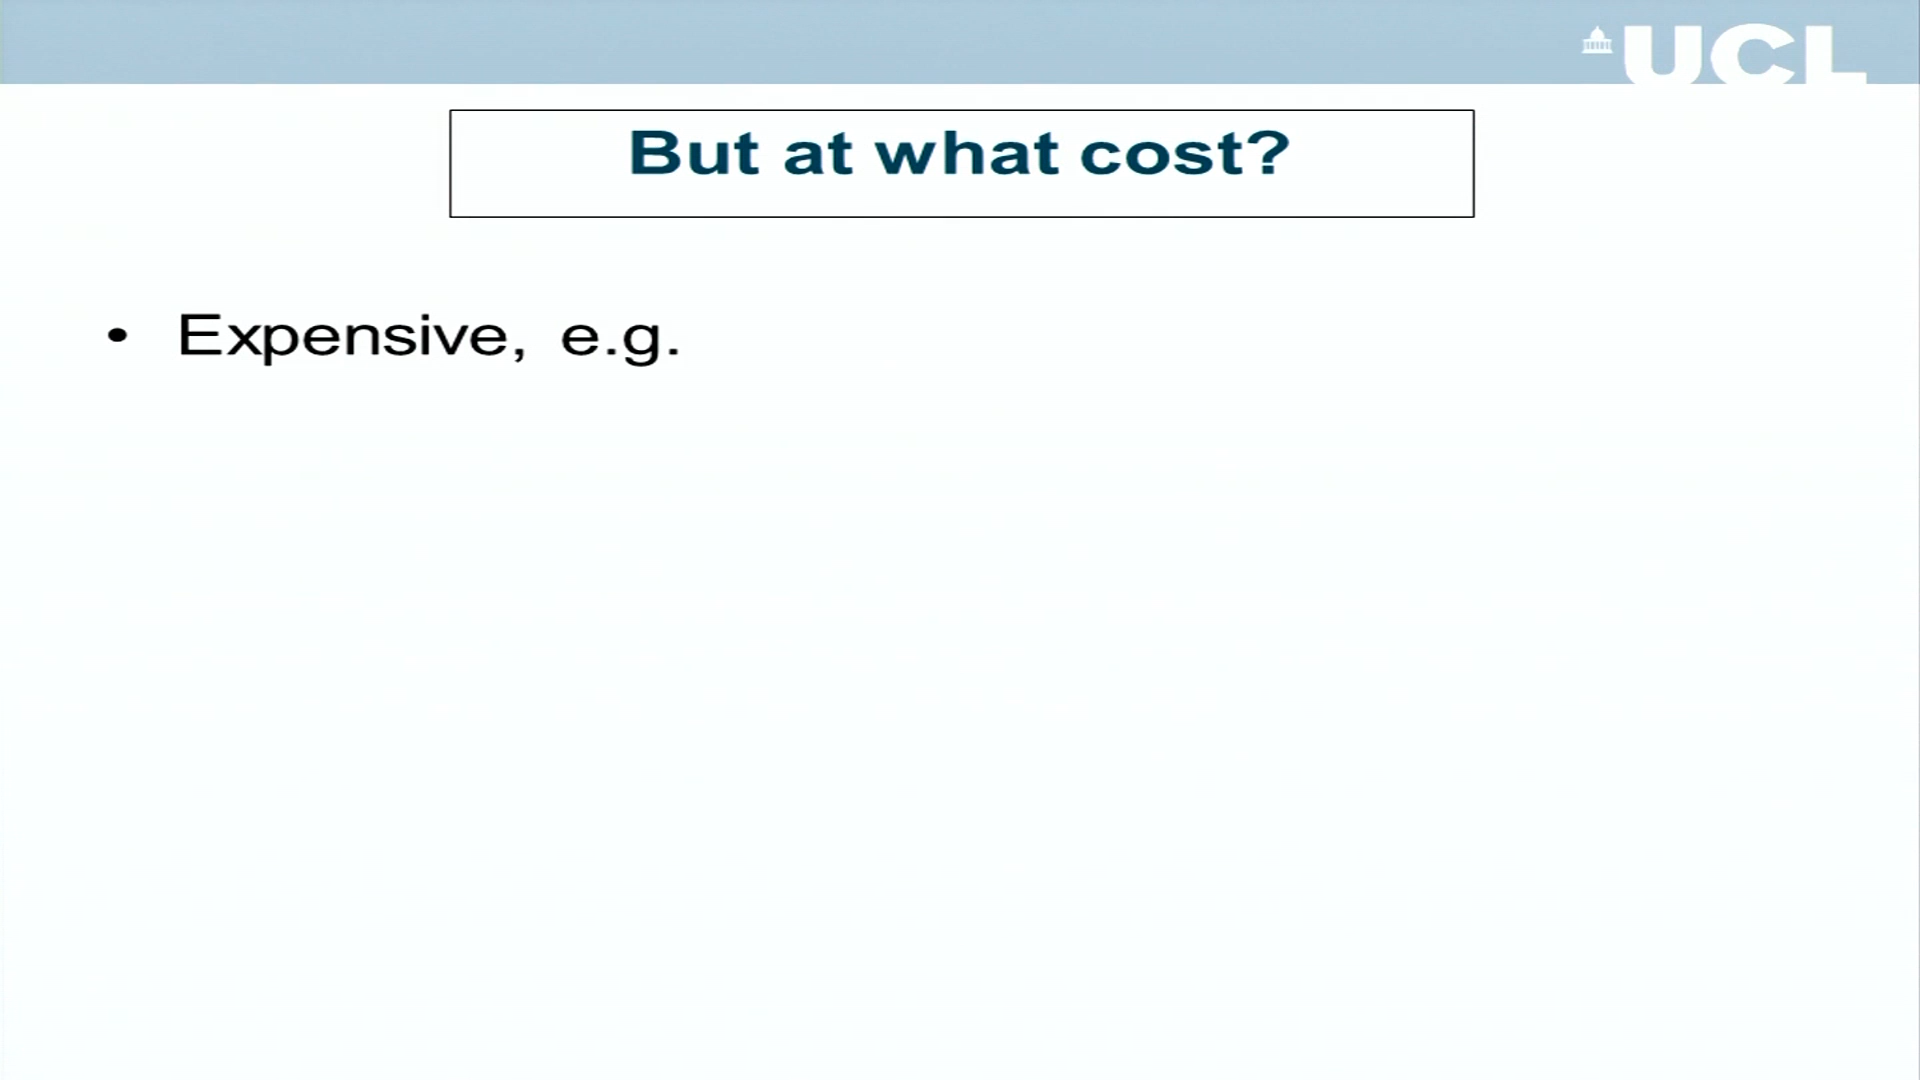 UCL
But at what cost?
• Expensive, e.g.